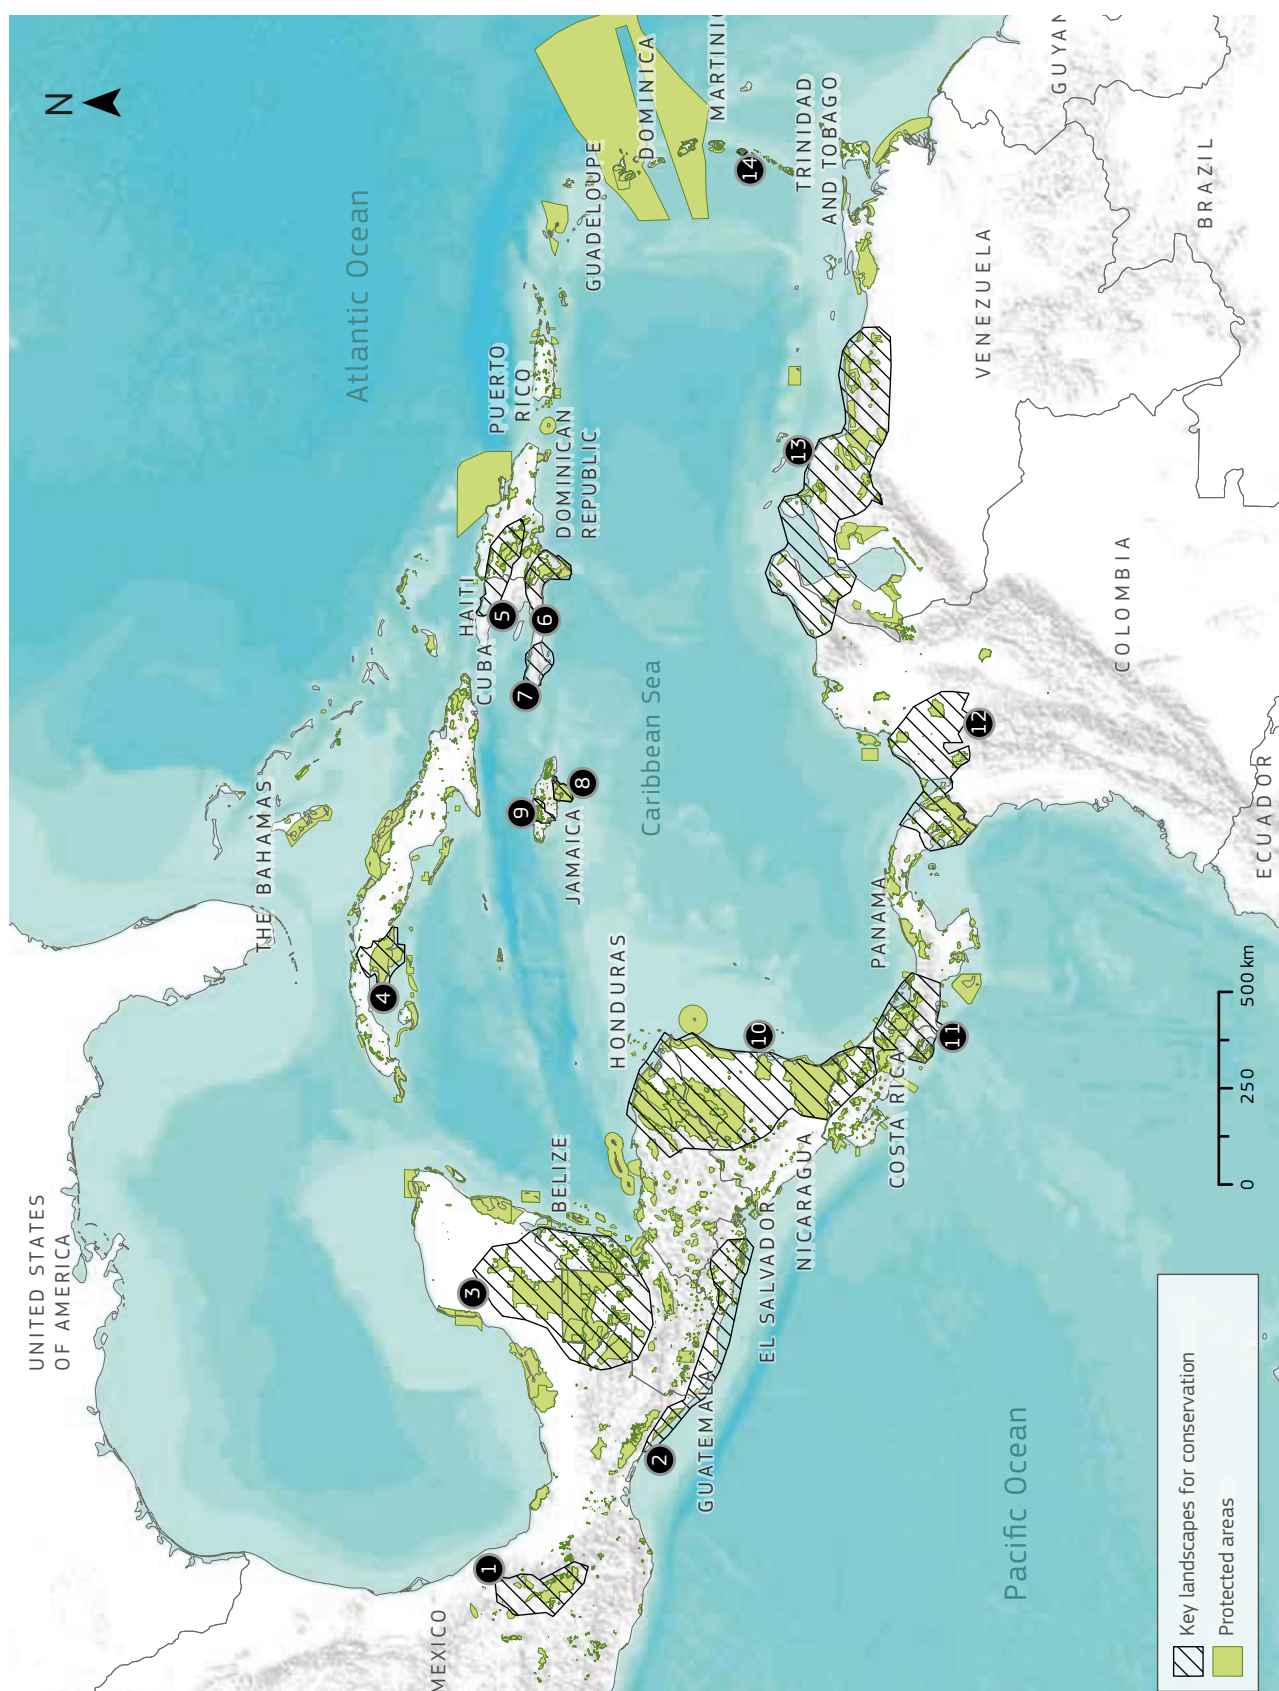 N
UNITED STATES
OF AMERICA
THE BAHAMAS
Atlantic Ocean
MEXICO
CUBA
HAITI
PUERTO
RICO
DOMINICAN
REPUBLIC
GUADELOUPE
DOMINICA
JAMAICA
BELIZE
HONDURAS
Caribbean Sea
TRINIDAD
AND TOBAGO
GUATEMALA
EL SALVADOR
NICARAGUA
COSTA RICA
PANAMA
VENEZUELA
COLOMBIA
BRAZIL
ECUADOR
Pacific Ocean
1
2
3
4
5
6
7
8
9
10
11
12
13
14
0 250 500 km
Key landscapes for conservation
Protected areas